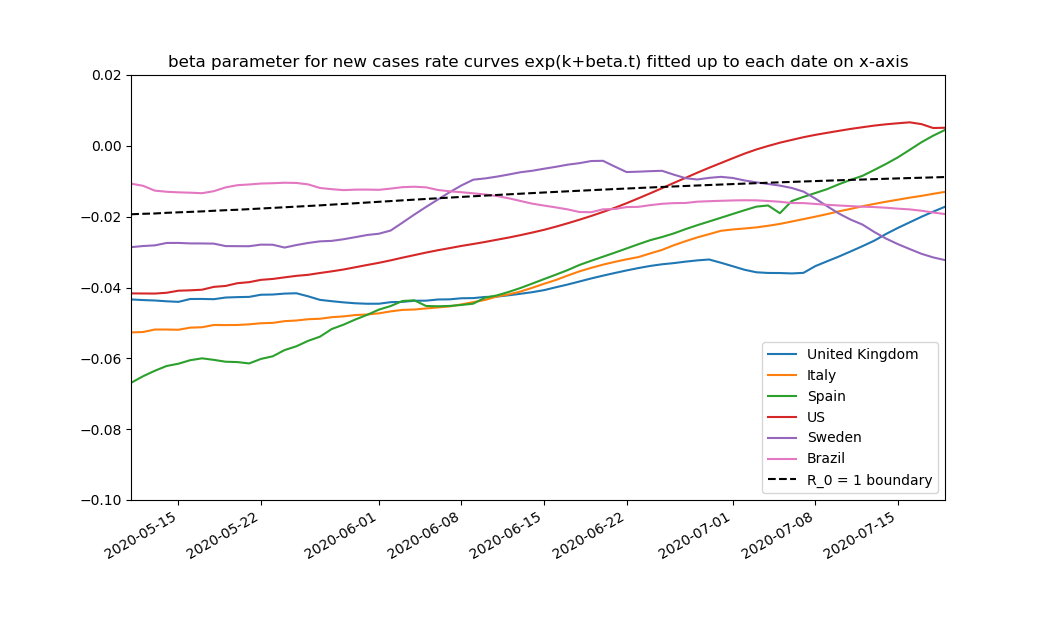 beta parameter for new cases rate curves exp(k+beta.t) fitted up to each date on x-axis
0.02
0.00
−0.02
−0.04
−0.06
−0.08
−0.10
2020-05-15
2020-05-22
2020-06-01
2020-06-08
2020-06-15
2020-06-22
2020-07-01
2020-07-08
2020-07-15
United Kingdom
Italy
Spain
US
Sweden
Brazil
R_0 = 1 boundary